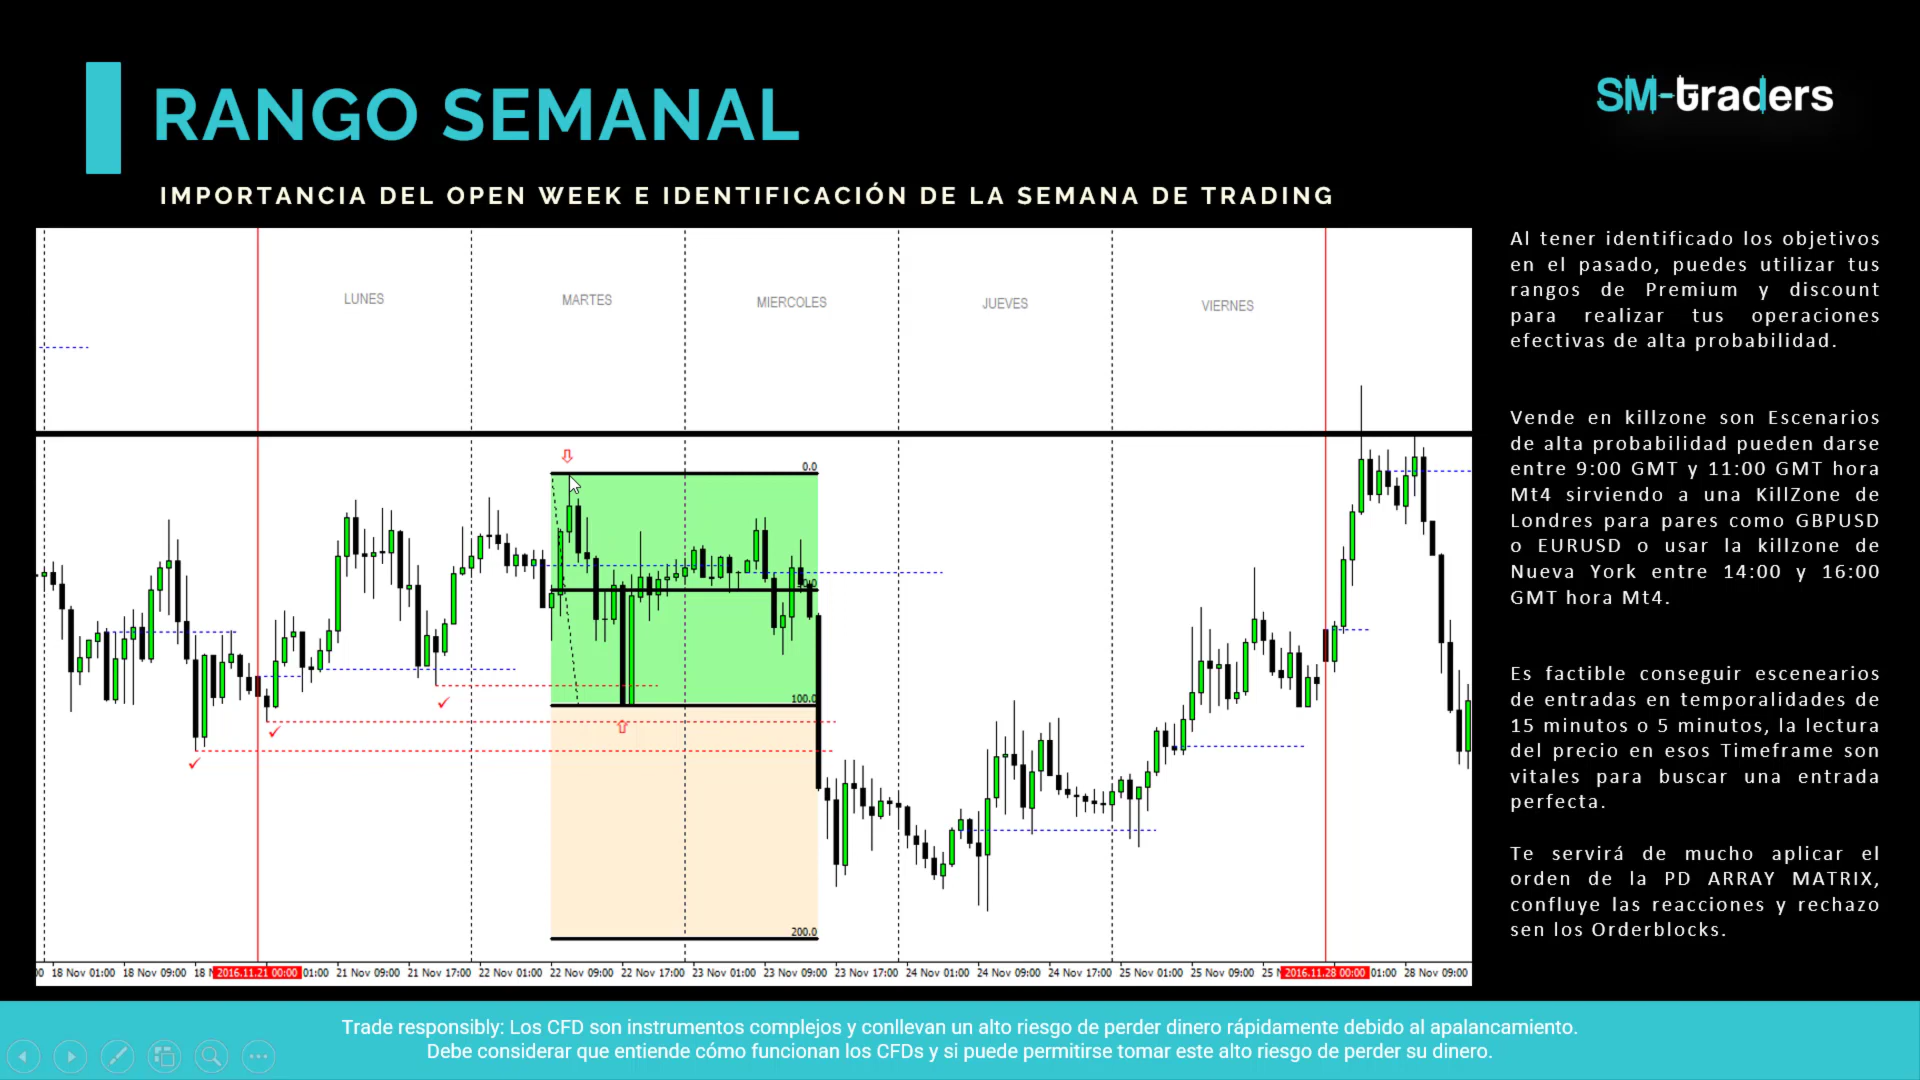 RANGO SEMANAL
SM-traders
IMPORTANCIA DEL OPEN WEEK E IDENTIFICACIÓN DE LA SEMANA DE TRADING
LUNES
MARTES
MIERCOLES
JUEVES
VIERNES
0.0
100.0
200.0
18 Nov 01:00
18 Nov 09:00
2016.11.21 00:00
01:00
21 Nov 09:00
21 Nov 17:00
22 Nov 01:00
22 Nov 09:00
22 Nov 17:00
23 Nov 01:00
23 Nov 09:00
23 Nov 17:00
24 Nov 01:00
24 Nov 09:00
24 Nov 17:00
25 Nov 01:00
25 Nov 09:00
2016.11.28 00:00
01:00
28 Nov 09:00
Al tener identificado los objetivos
en el pasado, puedes utilizar tus
rangos de Premium y discount
para realizar tus operaciones
efectivas de alta probabilidad.
Vende en killzone son Escenarios
de alta probabilidad pueden darse
entre 9:00 GMT y 11:00 GMT hora
Mt4 sirviendo a una KillZone de
Londres para pares como GBPUSD
o EURUSD o usar la killzone de
Nueva York entre 14:00 y 16:00
GMT hora Mt4.
Es factible conseguir escenearios
de entradas en temporalidades de
15 minutos o 5 minutos, la lectura
del precio en esos Timeframe son
vitales para buscar una entrada
perfecta.
Te servirá de mucho aplicar el
orden de la PD ARRAY MATRIX,
confluye las reacciones y rechazo
sen los Orderblocks.
Trade responsibly: Los CFD son instrumentos complejos y conllevan un alto riesgo de perder dinero rápidamente debido al apalancamiento.
Debe considerar que entiende cómo funcionan los CFDs y si puede permitirse tomar este alto riesgo de perder su dinero.